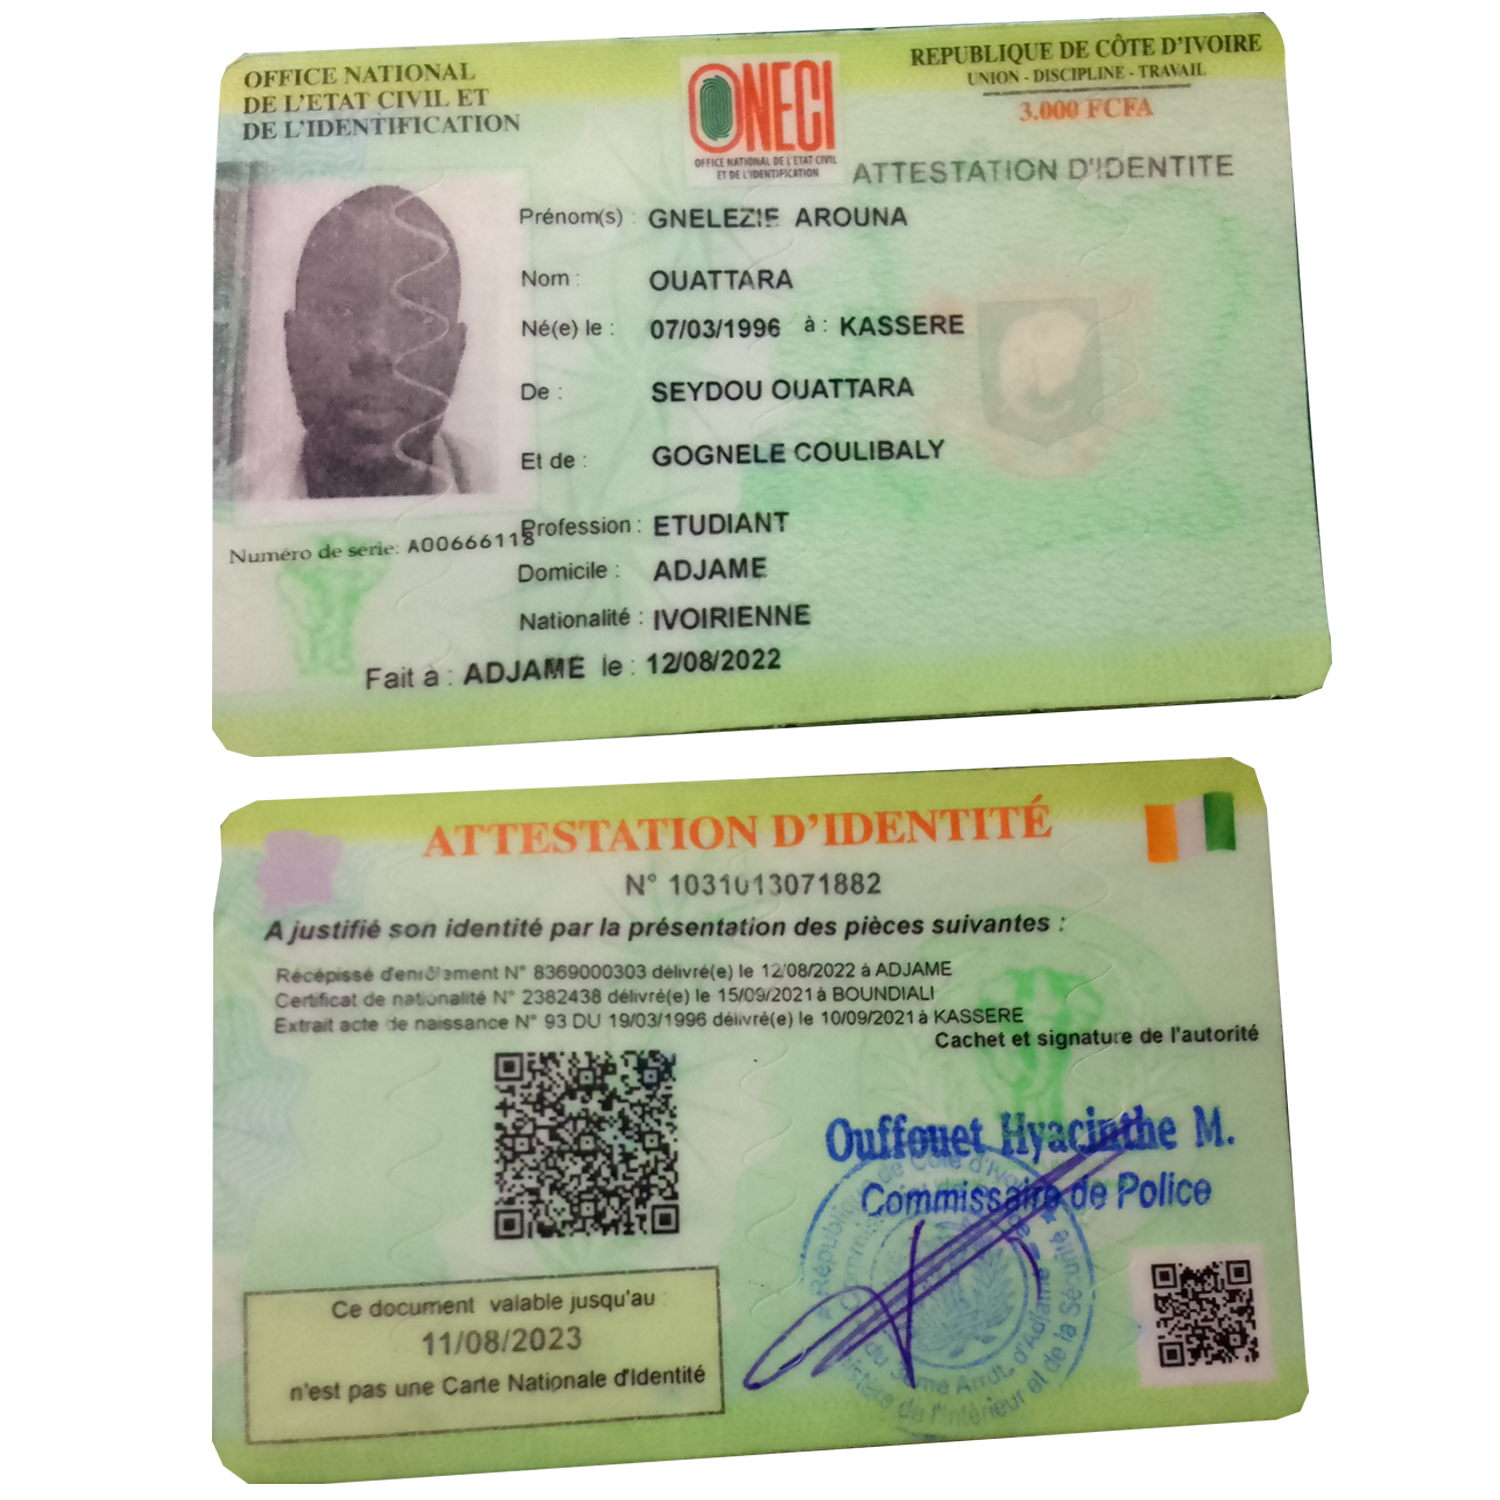 OFFICE NATIONAL
DE L'ETAT CIVIL ET
DE L'IDENTIFICATION
ONECI
OFFICE NATIONAL DE L'ETAT CIVIL
ET DE L'IDENTIFICATION
REPUBLIQUE DE CÔTE D'IVOIRE
UNION - DISCIPLINE - TRAVAIL
3.000 FCFA
ATTESTATION D'IDENTITE
Prénom(s) : GNELEZIE AROUNA
Nom : OUATTARA
Né(e) le : 07/03/1996 à : KASSERE
De : SEYDOU OUATTARA
Et de : GOGNELE COULIBALY
Numéro de série: A00666118
Profession : ETUDIANT
Domicile : ADJAME
Nationalité : IVOIRIENNE
Fait à : ADJAME le : 12/08/2022
ATTESTATION D'IDENTITÉ
N° 1031013071882
A justifié son identité par la présentation des pièces suivantes :
Récépissé d'enrôlement N° 8369000303 délivré(e) le 12/08/2022 à ADJAME
Certificat de nationalité N° 2382438 délivré(e) le 15/09/2021 à BOUNDIALI
Extrait acte de naissance N° 93 DU 19/03/1996 délivré(e) le 10/09/2021 à KASSERE
Cachet et signature de l'autorité
Ouffouet Hyacinthe M.
Commissaire de Police
République de Côte d'Ivoire
de l'Intérieur et de la Sécurité
du 3ème Arrdt. d'Adjamé
Ce document valable jusqu'au
11/08/2023
n'est pas une Carte Nationale d'Identité